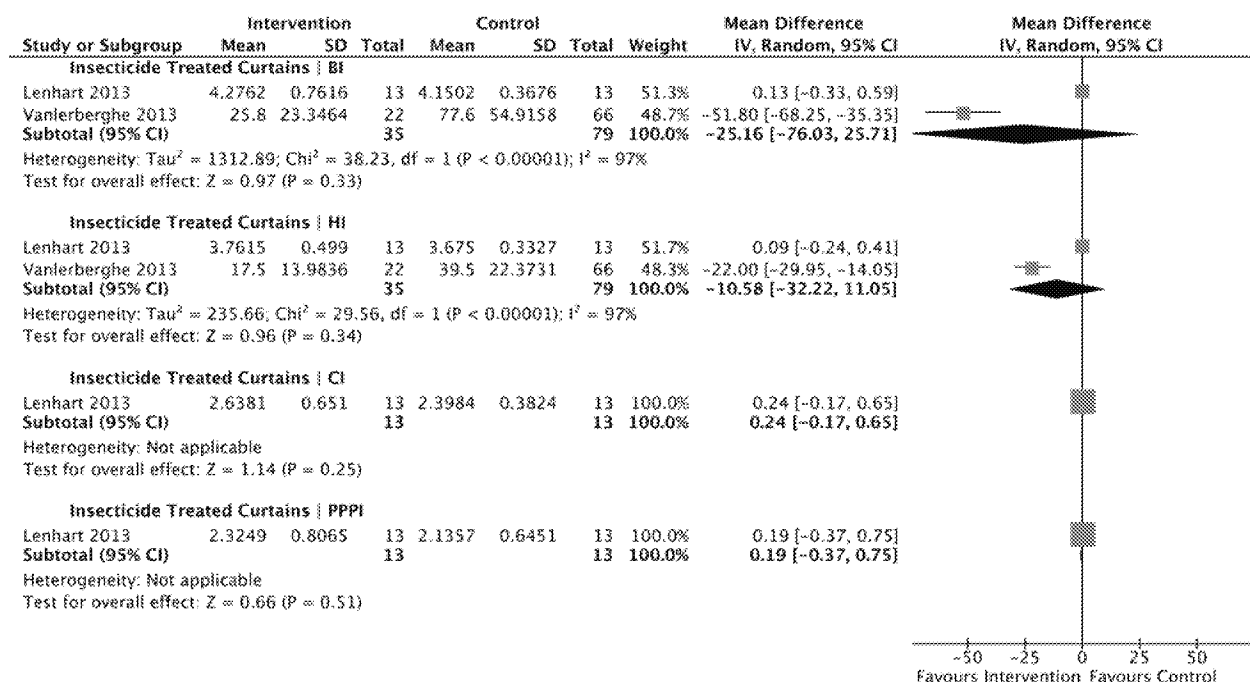 Intervention Control Mean Difference Mean Difference
Study or Subgroup Mean SD Total Mean SD Total Weight IV, Random, 95% CI IV, Random, 95% CI
Insecticide Treated Curtains | BI
Lenhart 2013 4.2762 0.7616 13 4.1502 0.3676 13 51.3% 0.13 [-0.33, 0.59]
Vanlerberghe 2013 25.8 23.3464 22 77.6 54.9158 66 48.7% -51.80 [-68.25, -35.35]
Subtotal (95% CI) 35 79 100.0% -25.16 [-76.03, 25.71]
Heterogeneity: Tau² = 1312.89; Chi² = 38.23, df = 1 (P < 0.00001); I² = 97%
Test for overall effect: Z = 0.97 (P = 0.33)
Insecticide Treated Curtains | HI
Lenhart 2013 3.7615 0.499 13 3.675 0.3327 13 51.7% 0.09 [-0.24, 0.41]
Vanlerberghe 2013 17.5 13.9836 22 39.5 22.3731 66 48.3% -22.00 [-29.95, -14.05]
Subtotal (95% CI) 35 79 100.0% -10.58 [-32.22, 11.05]
Heterogeneity: Tau² = 235.66; Chi² = 29.56, df = 1 (P < 0.00001); I² = 97%
Test for overall effect: Z = 0.96 (P = 0.34)
Insecticide Treated Curtains | CI
Lenhart 2013 2.6381 0.651 13 2.3984 0.3824 13 100.0% 0.24 [-0.17, 0.65]
Subtotal (95% CI) 13 13 100.0% 0.24 [-0.17, 0.65]
Heterogeneity: Not applicable
Test for overall effect: Z = 1.14 (P = 0.25)
Insecticide Treated Curtains | PPPI
Lenhart 2013 2.3249 0.8065 13 2.1357 0.6451 13 100.0% 0.19 [-0.37, 0.75]
Subtotal (95% CI) 13 13 100.0% 0.19 [-0.37, 0.75]
Heterogeneity: Not applicable
Test for overall effect: Z = 0.66 (P = 0.51)
-50 -25 0 25 50
Favours Intervention Favours Control